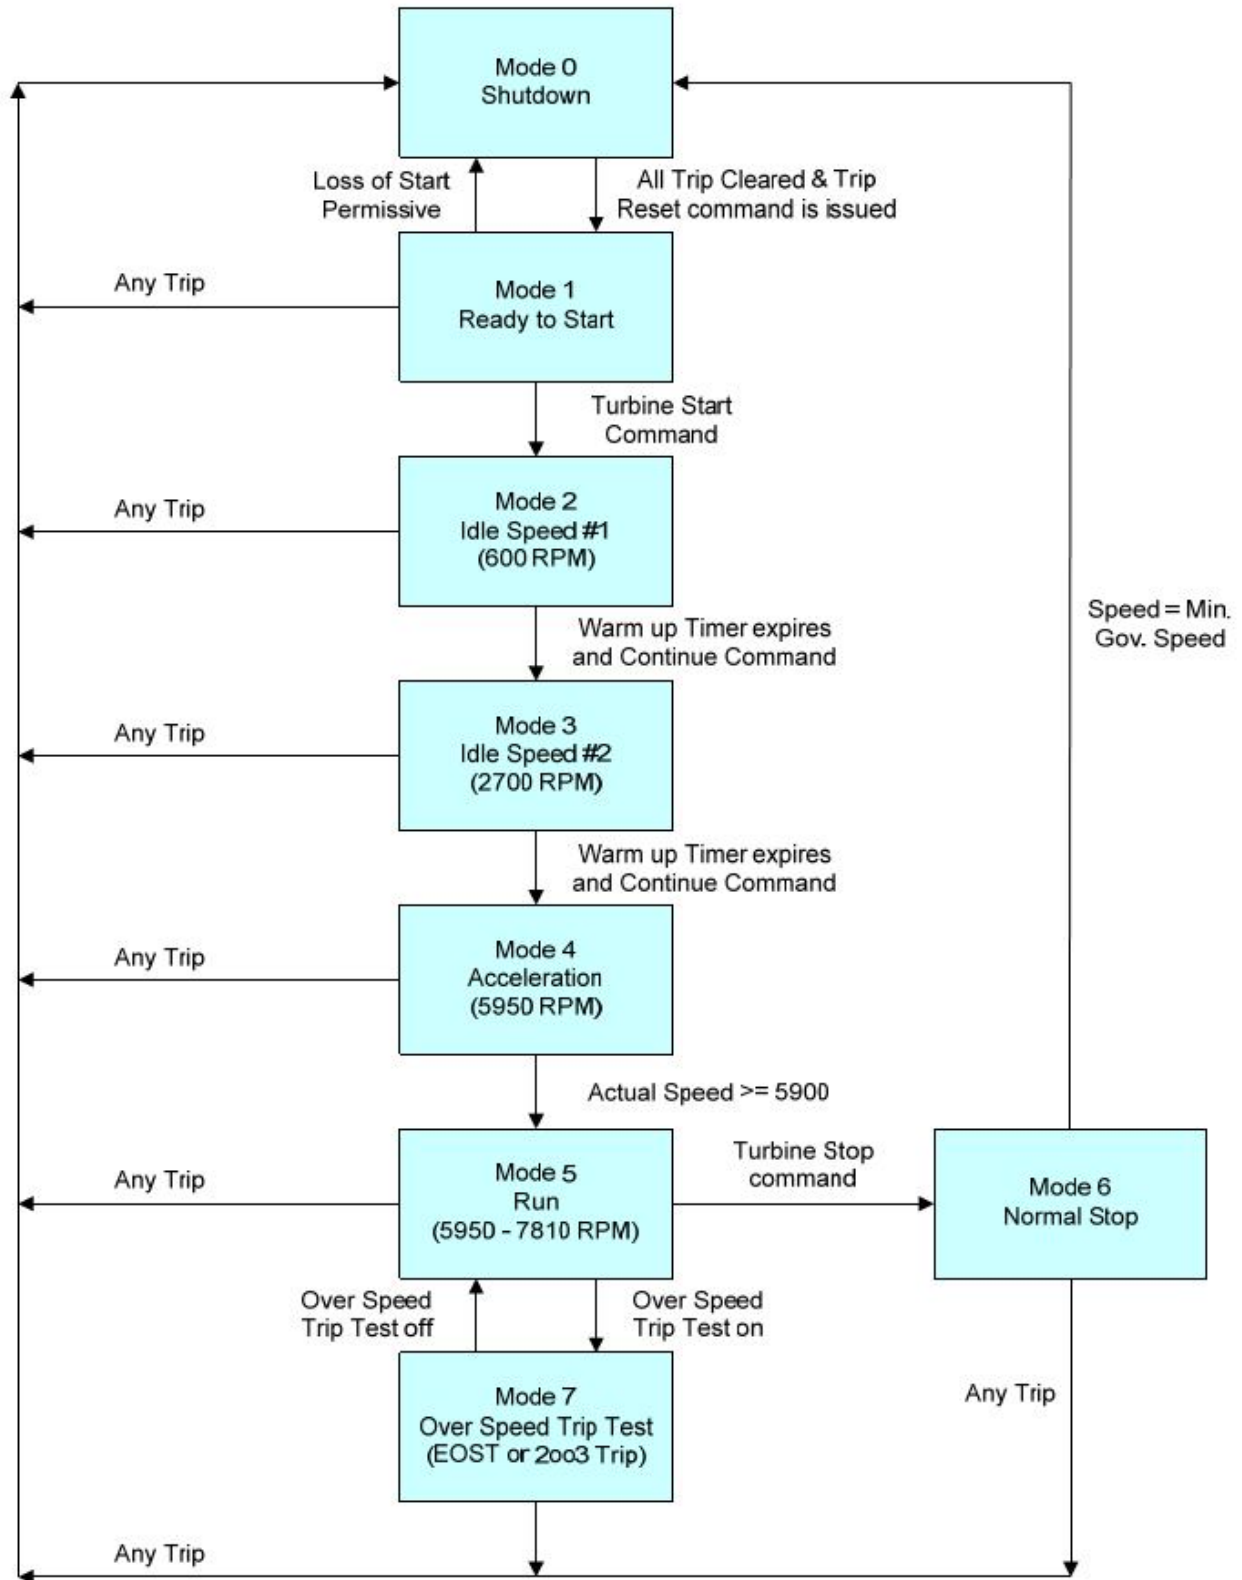 Mode 0
Shutdown
Loss of Start
Permissive
All Trip Cleared & Trip
Reset command is issued
Any Trip
Mode 1
Ready to Start
Turbine Start
Command
Any Trip
Mode 2
Idle Speed #1
(600 RPM)
Warm up Timer expires
and Continue Command
Speed = Min.
Gov. Speed
Any Trip
Mode 3
Idle Speed #2
(2700 RPM)
Warm up Timer expires
and Continue Command
Any Trip
Mode 4
Acceleration
(5950 RPM)
Actual Speed >= 5900
Any Trip
Mode 5
Run
(5950 - 7810 RPM)
Turbine Stop
command
Mode 6
Normal Stop
Over Speed
Trip Test off
Over Speed
Trip Test on
Mode 7
Over Speed Trip Test
(EOST or 2oo3 Trip)
Any Trip
Any Trip